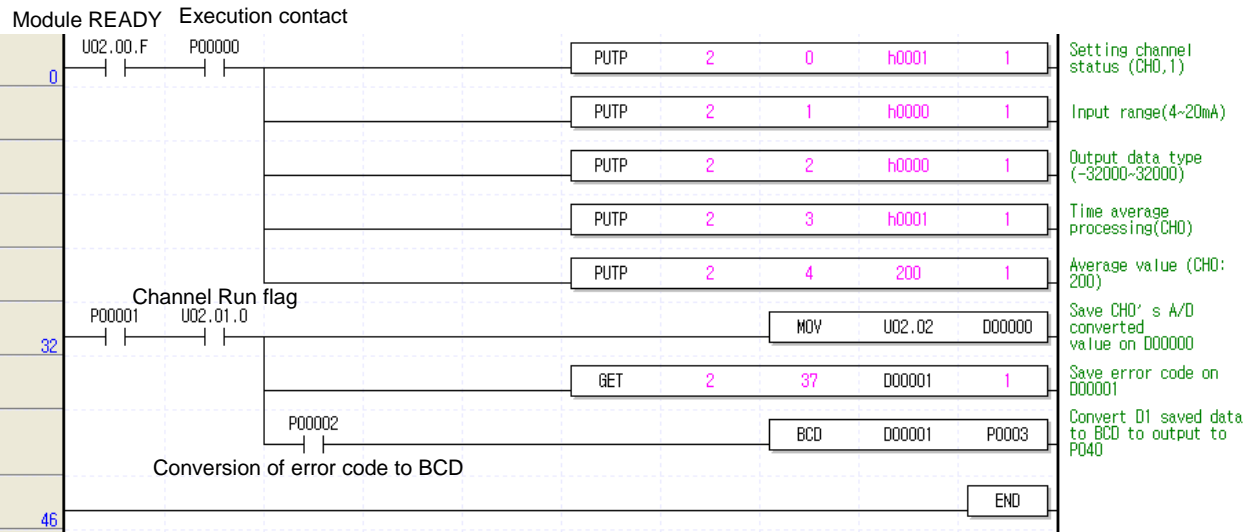 Module READY Execution contact
U02.00.F P00000
0
PUTP 2 0 h0001 1
Setting channel
status (CH0,1)
PUTP 2 1 h0000 1
Input range(4~20mA)
PUTP 2 2 h0000 1
Output data type
(-32000~32000)
PUTP 2 3 h0001 1
Time average
processing(CH0)
PUTP 2 4 200 1
Average value (CH0:
200)
Channel Run flag
P00001 U02.01.0
32
MOV U02.02 D00000
Save CH0' s A/D
converted
value on D00000
GET 2 37 D00001 1
Save error code on
D00001
P00002
BCD D00001 P0003
Convert D1 saved data
to BCD to output to
P040
Conversion of error code to BCD
END
46